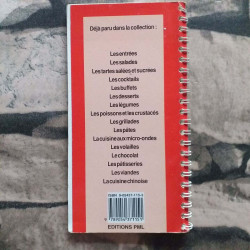 Déjà paru dans la collection :
Les entrées
Les salades
Les tartes salées et sucrées
Les cocktails
Les buffets
Les desserts
Les légumes
Les poissons et les crustacés
Les grillades
Les pâtes
La cuisine aux micro-ondes
Les volailles
Le chocolat
Les pâtisseries
Les viandes
La cuisine chinoise
EDITIONS PML